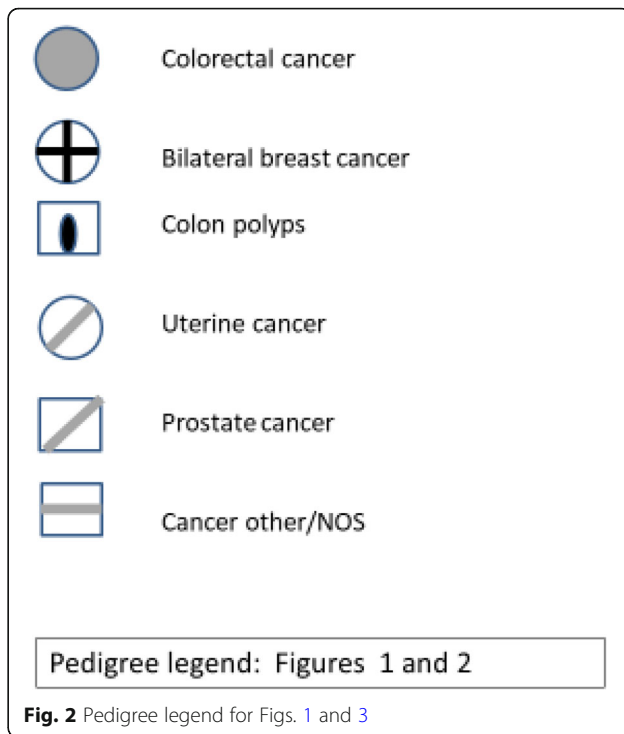 Colorectal cancer
Bilateral breast cancer
Colon polyps
Uterine cancer
Prostate cancer
Cancer other/NOS
Pedigree legend: Figures 1 and 2
Fig. 2 Pedigree legend for Figs. 1 and 3